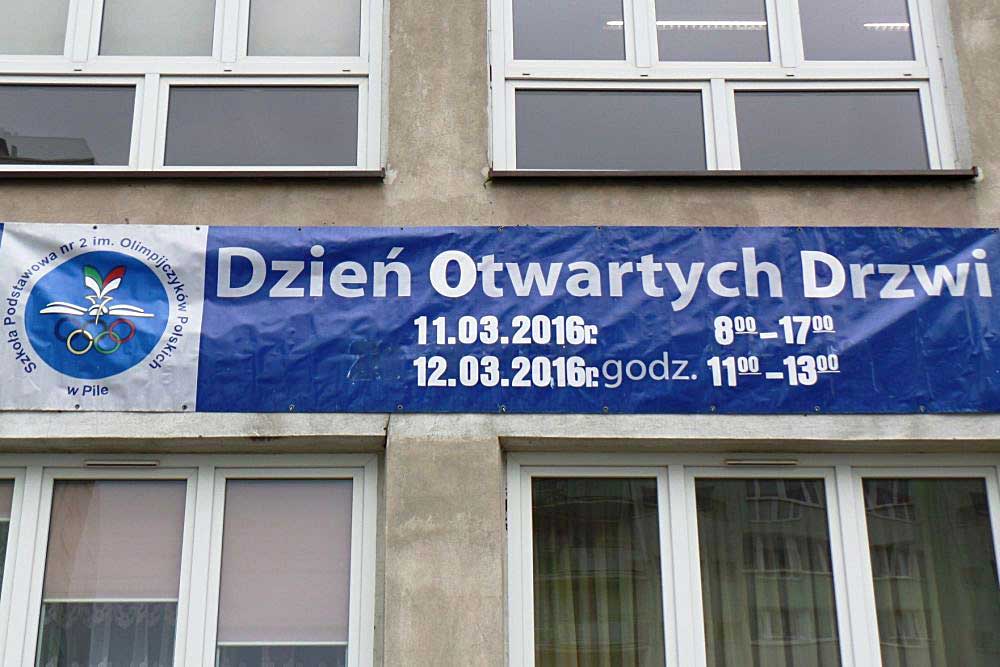 Szkoła Podstawowa nr 2 im. Olimpijczyków Polskich
w Pile
Dzień Otwartych Drzwi
11.03.2016r. 800-1700
12.03.2016r. godz. 1100-1300